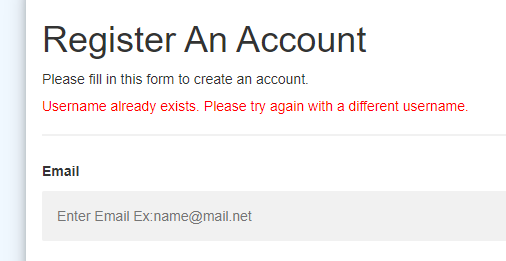 Register An Account
Please fill in this form to create an account.
Username already exists. Please try again with a different username.
Email
Enter Email Ex:name@mail.net